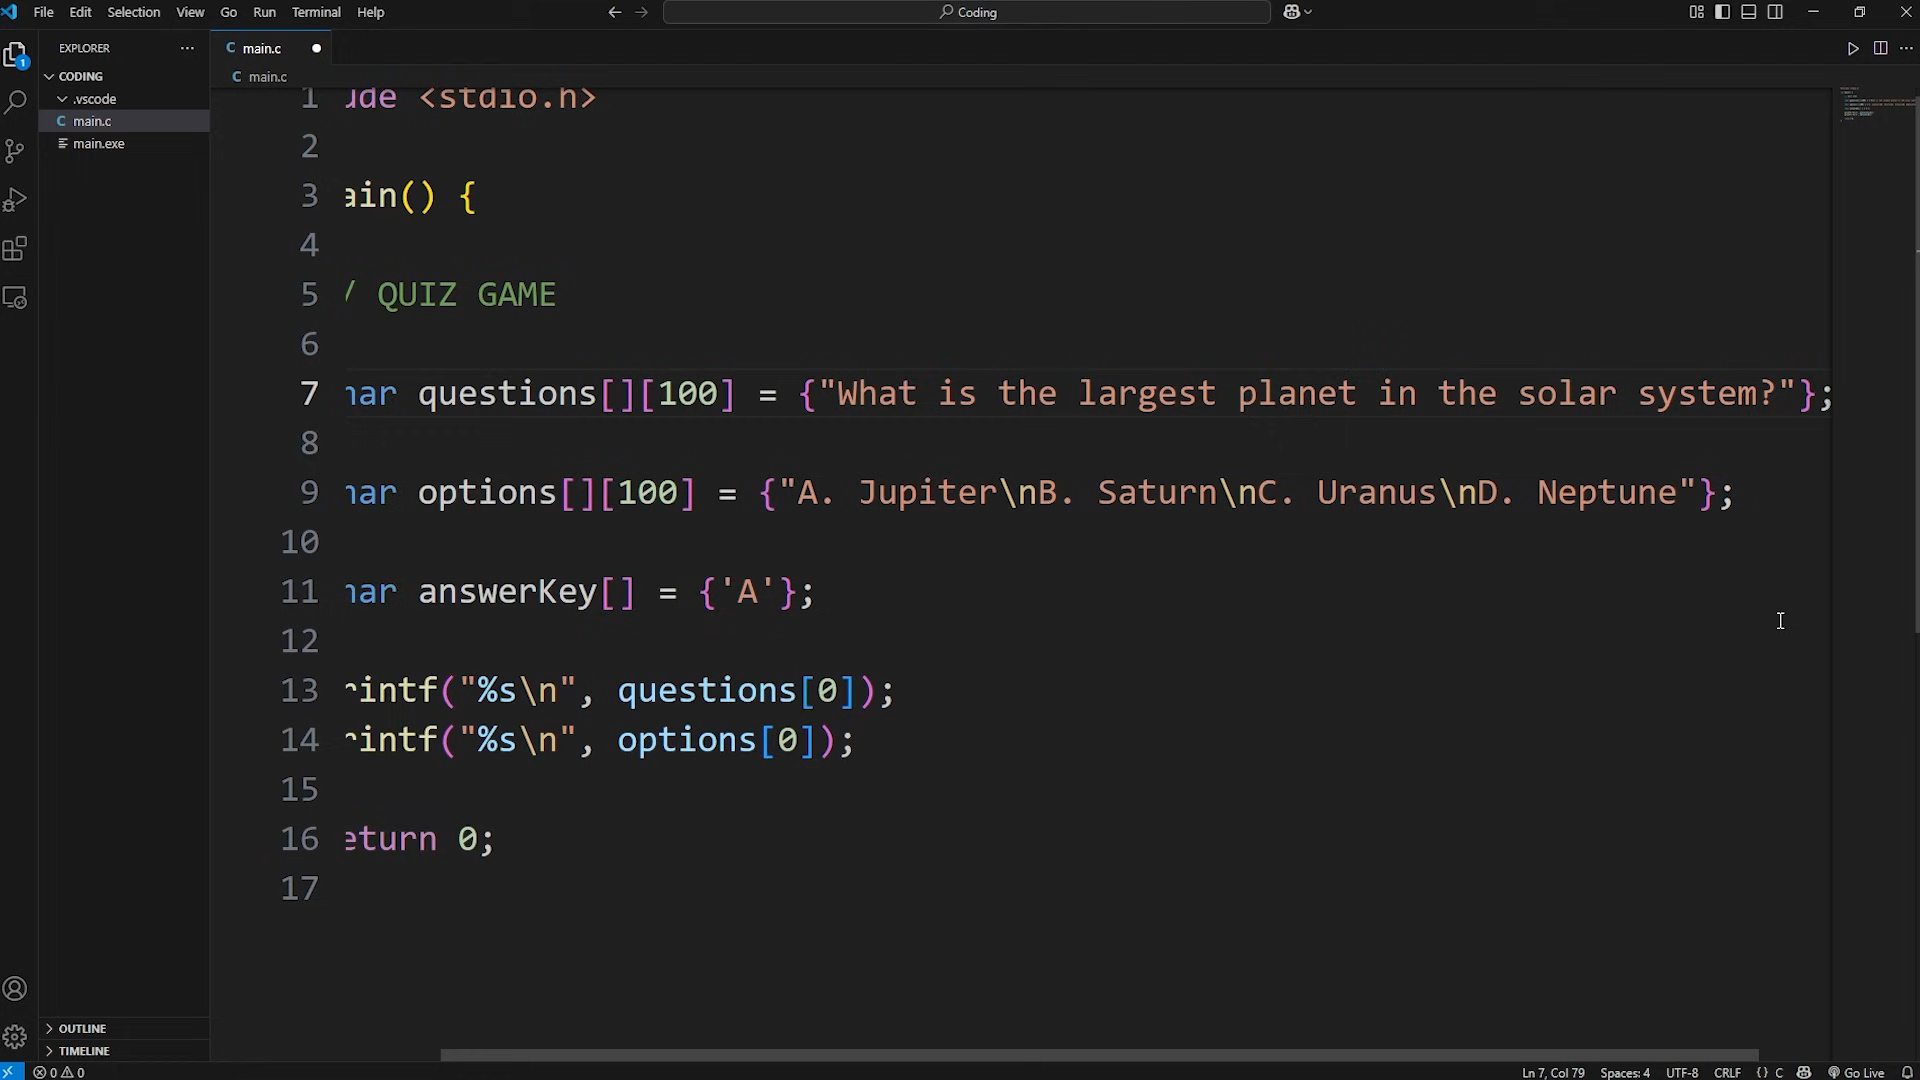 File Edit Selection View Go Run Terminal Help
Coding
EXPLORER
CODING
.vscode
C main.c
main.exe
C main.c
C main.c
1 ude <stdio.h>
2
3 ain() {
4
5 / QUIZ GAME
6
7 har questions[][100] = {"What is the largest planet in the solar system?"};
8
9 har options[][100] = {"A. Jupiter\nB. Saturn\nC. Uranus\nD. Neptune"};
10
11 har answerKey[] = {'A'};
12
13 rintf("%s\n", questions[0]);
14 rintf("%s\n", options[0]);
15
16 eturn 0;
17
OUTLINE
TIMELINE
0 0
Ln 7, Col 79 Spaces: 4 UTF-8 CRLF {} C Go Live
1